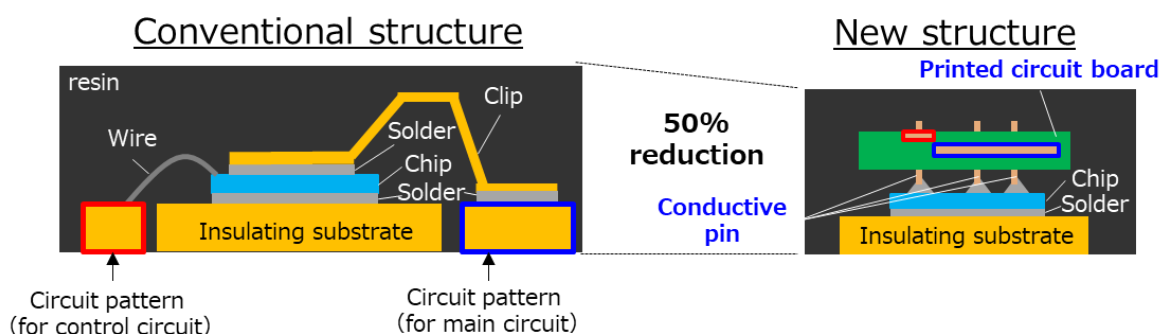 Conventional structure
New structure
Printed circuit board
resin
Clip
Wire
Solder
Chip
Solder
Insulating substrate
50%
reduction
Conductive
pin
Chip
Solder
Insulating substrate
Circuit pattern
(for control circuit)
Circuit pattern
(for main circuit)